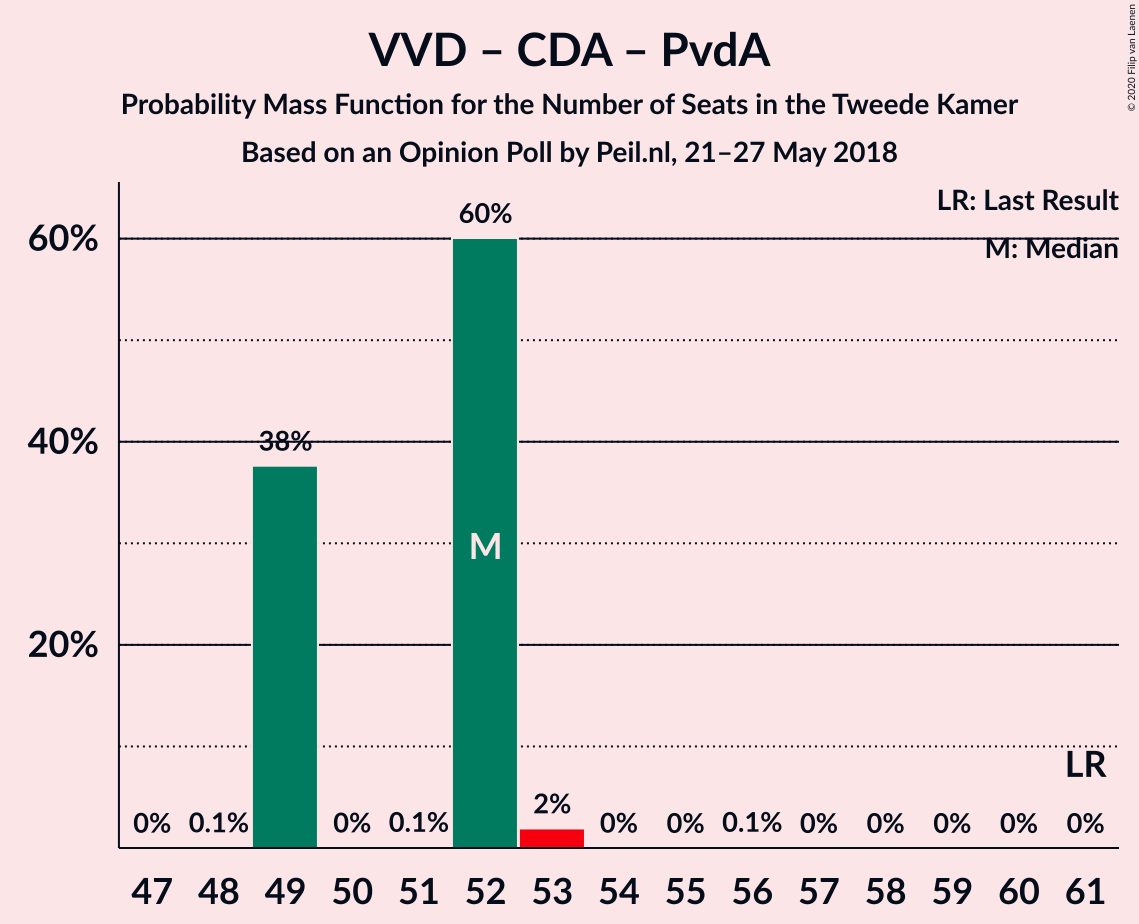 VVD – CDA – PvdA
Probability Mass Function for the Number of Seats in the Tweede Kamer
Based on an Opinion Poll by Peil.nl, 21–27 May 2018
© 2020 Filip van Laenen
LR: Last Result
M: Median
60%
40%
20%
0% 0.1% 38% 0% 0.1% 60% 2% 0% 0% 0.1% 0% 0% 0% 0% 0%
M
LR
47 48 49 50 51 52 53 54 55 56 57 58 59 60 61